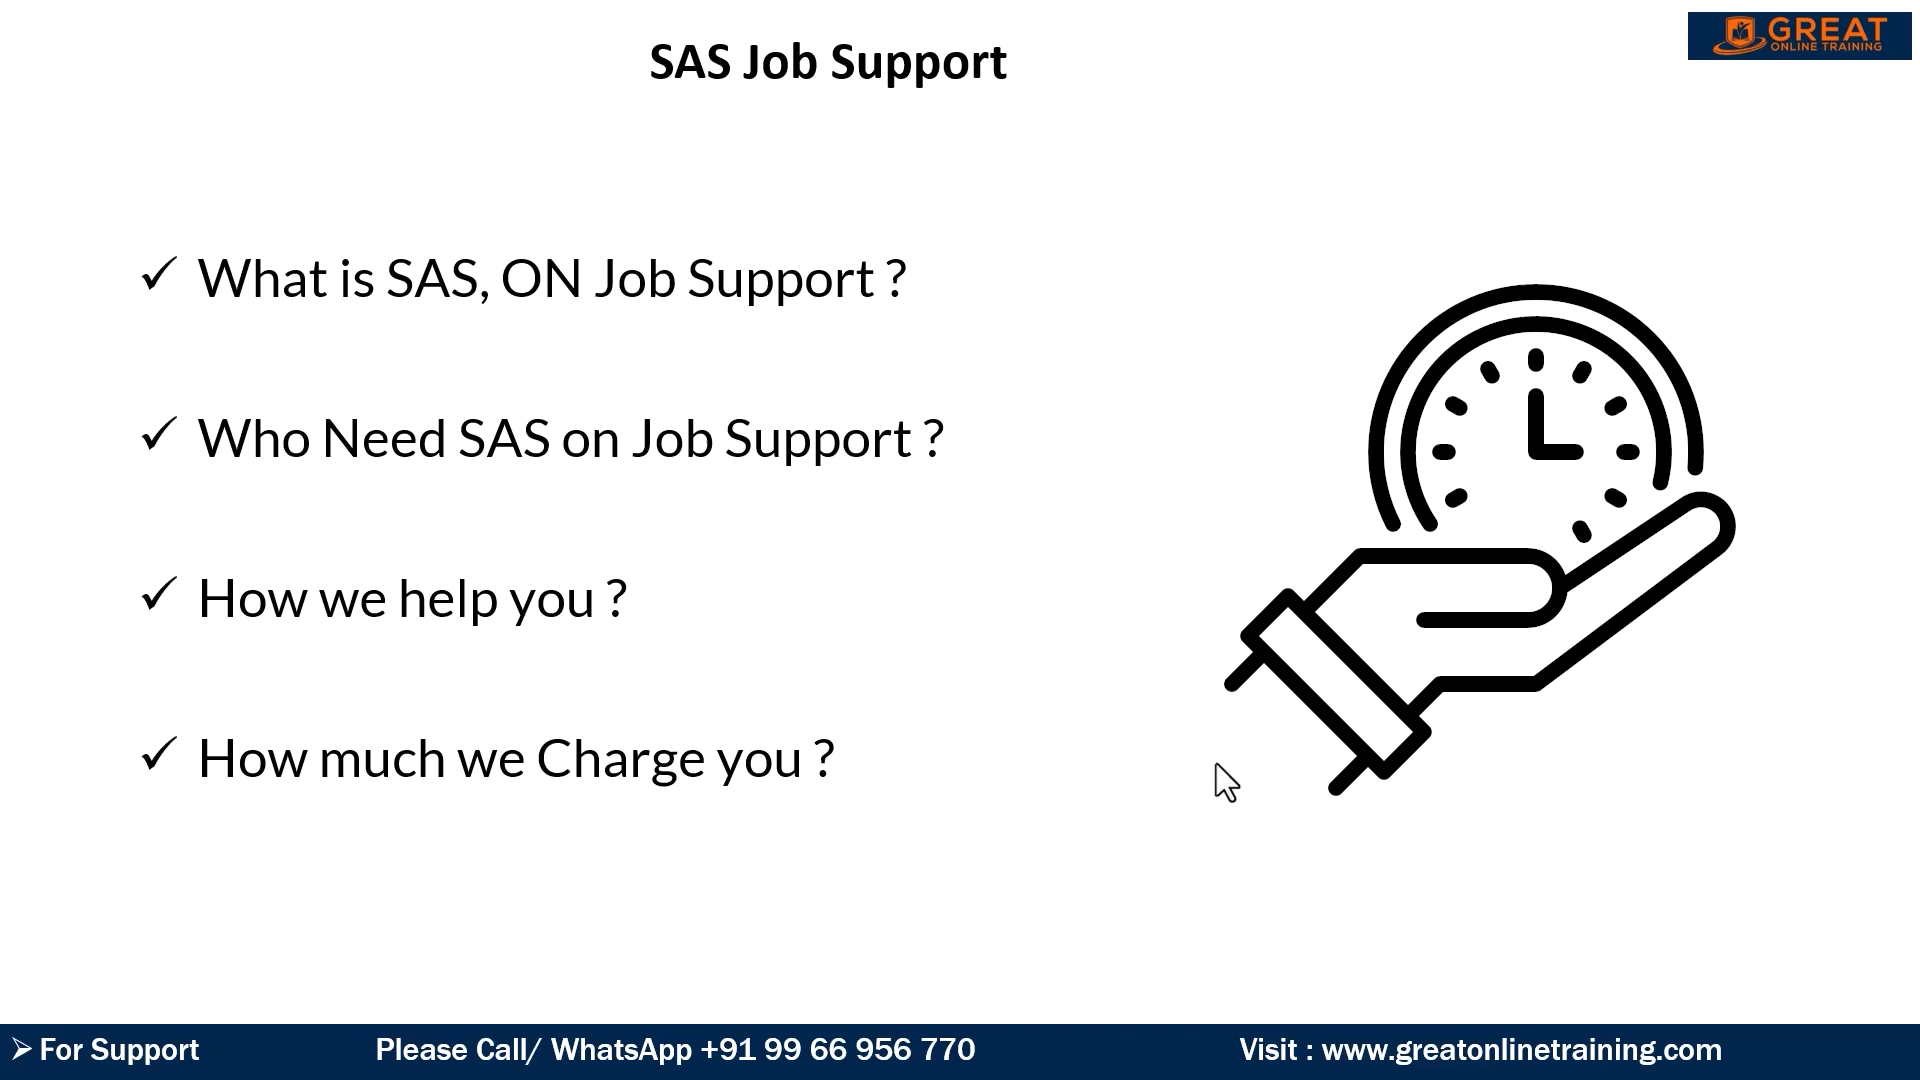 SAS Job Support
GREAT
ONLINE TRAINING
✓ What is SAS, ON Job Support ?
✓ Who Need SAS on Job Support ?
✓ How we help you ?
✓ How much we Charge you ?
➢ For Support Please Call/ WhatsApp +91 99 66 956 770 Visit : www.greatonlinetraining.com